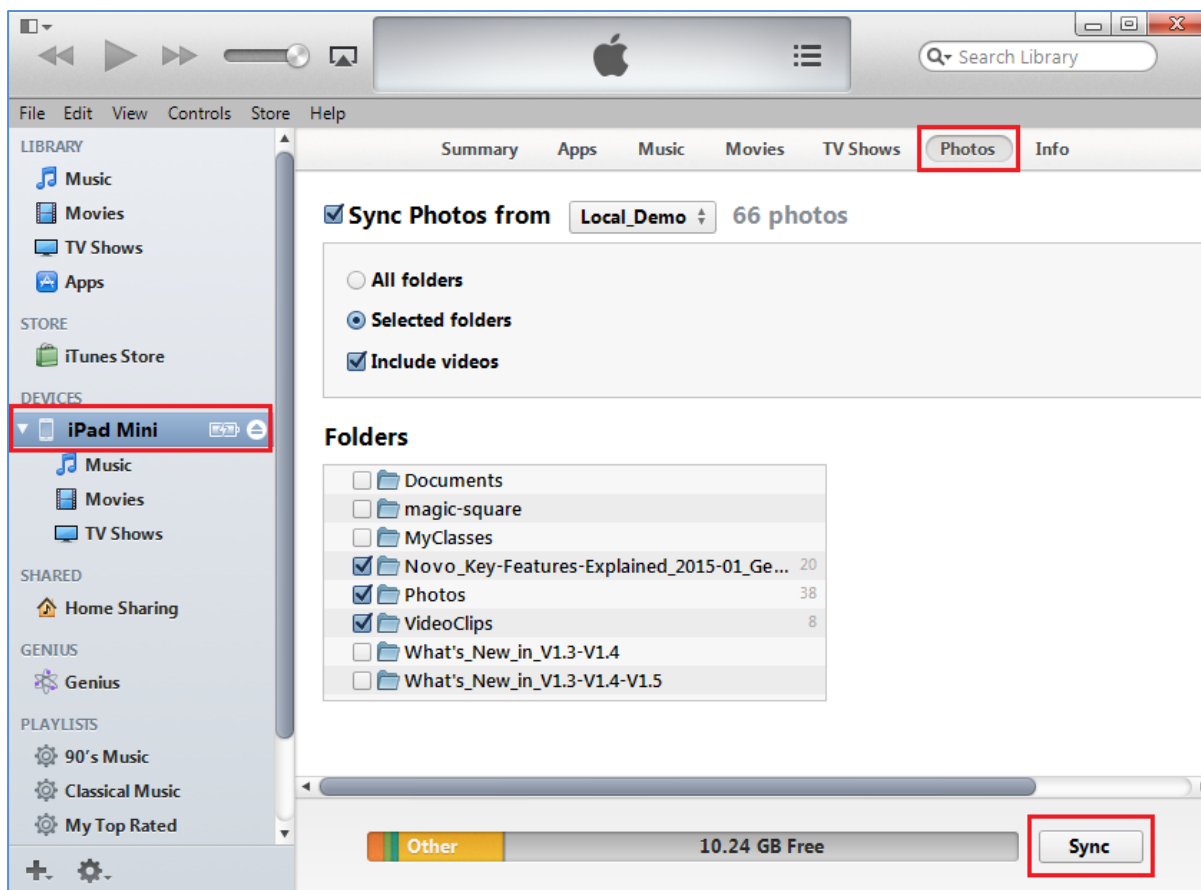 Search Library
File Edit View Controls Store Help
LIBRARY
Music
Movies
TV Shows
Apps
STORE
iTunes Store
DEVICES
iPad Mini
Music
Movies
TV Shows
SHARED
Home Sharing
GENIUS
Genius
PLAYLISTS
90's Music
Classical Music
My Top Rated
Summary Apps Music Movies TV Shows Photos Info
Sync Photos from Local_Demo 66 photos
All folders
Selected folders
Include videos
Folders
Documents
magic-square
MyClasses
Novo_Key-Features-Explained_2015-01_Ge... 20
Photos 38
VideoClips 8
What's_New_in_V1.3-V1.4
What's_New_in_V1.3-V1.4-V1.5
Other 10.24 GB Free Sync